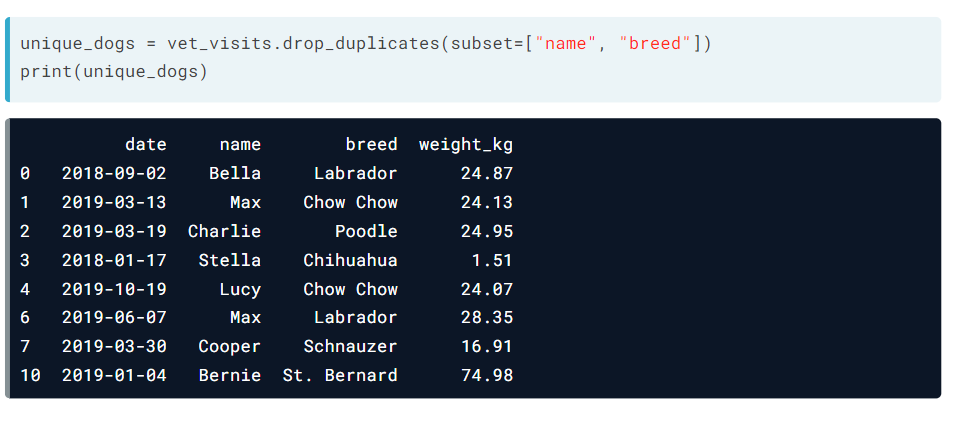 unique_dogs = vet_visits.drop_duplicates(subset=["name", "breed"])
print(unique_dogs)
date name breed weight_kg
0 2018-09-02 Bella Labrador 24.87
1 2019-03-13 Max Chow Chow 24.13
2 2019-03-19 Charlie Poodle 24.95
3 2018-01-17 Stella Chihuahua 1.51
4 2019-10-19 Lucy Chow Chow 24.07
6 2019-06-07 Max Labrador 28.35
7 2019-03-30 Cooper Schnauzer 16.91
10 2019-01-04 Bernie St. Bernard 74.98